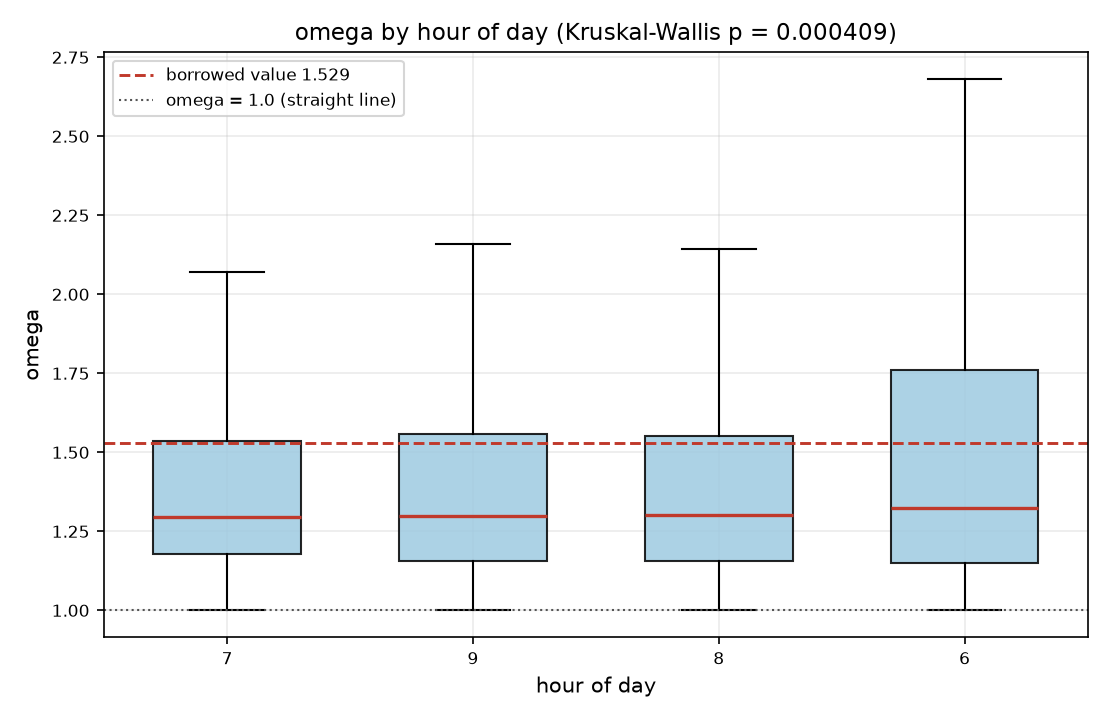 omega by hour of day (Kruskal-Wallis p = 0.000409)
borrowed value 1.529
omega = 1.0 (straight line)
omega
2.75
2.50
2.25
2.00
1.75
1.50
1.25
1.00
7 9 8 6
hour of day